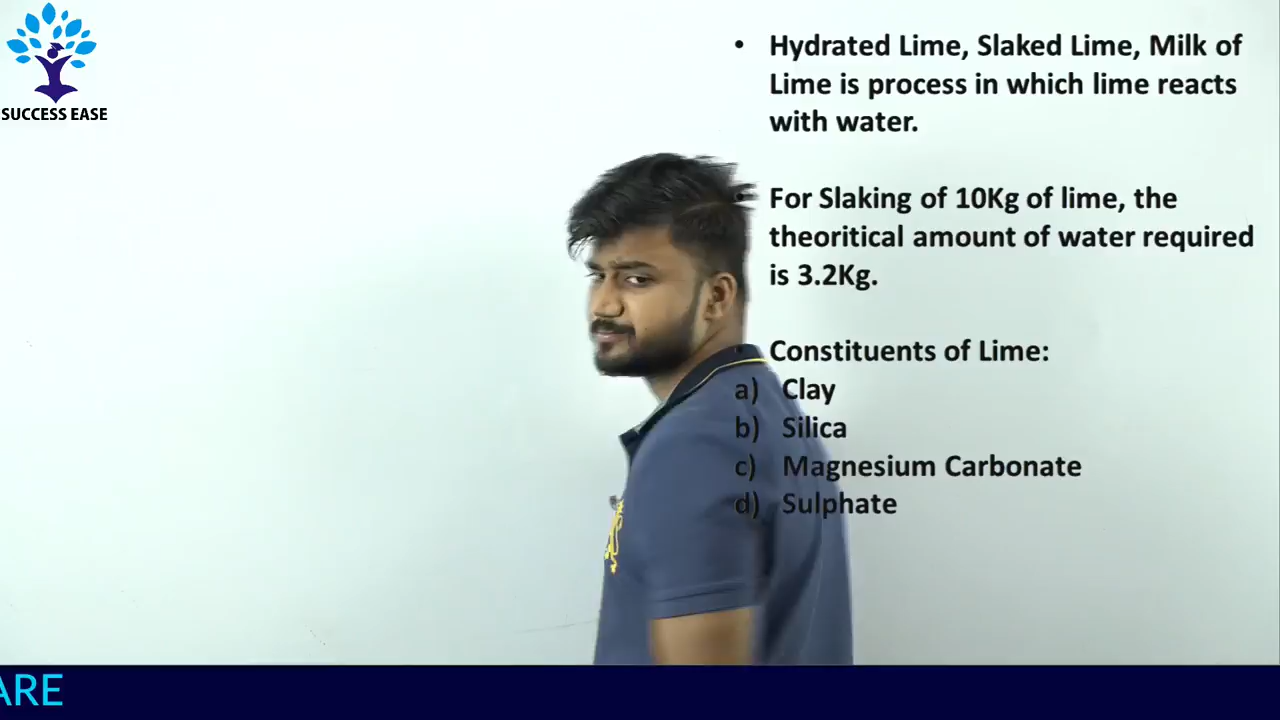 SUCCESS EASE
• Hydrated Lime, Slaked Lime, Milk of
Lime is process in which lime reacts
with water.
• For Slaking of 10Kg of lime, the
theoritical amount of water required
is 3.2Kg.
• Constituents of Lime:
a) Clay
b) Silica
c) Magnesium Carbonate
d) Sulphate
ARE